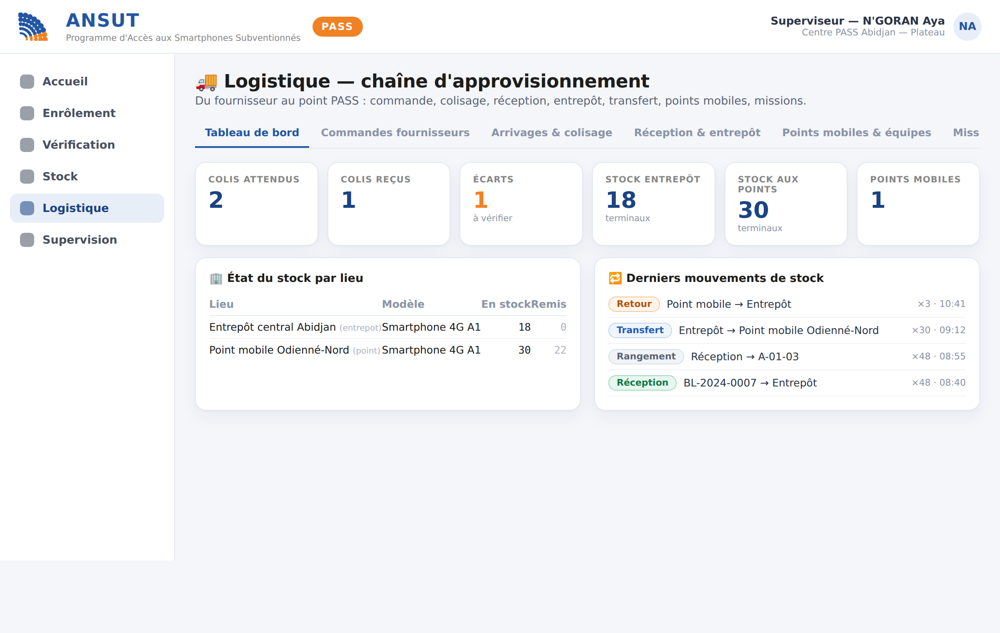 ANSUT
Programme d'Accès aux Smartphones Subventionnés
PASS
Superviseur — N'GORAN Aya
Centre PASS Abidjan — Plateau
NA
Accueil
Enrôlement
Vérification
Stock
Logistique
Supervision
🚚 Logistique — chaîne d'approvisionnement
Du fournisseur au point PASS : commande, colisage, réception, entrepôt, transfert, points mobiles, missions.
Tableau de bord Commandes fournisseurs Arrivages & colisage Réception & entrepôt Points mobiles & équipes Miss
COLIS ATTENDUS
2
COLIS REÇUS
1
ÉCARTS
1
à vérifier
STOCK ENTREPÔT
18
terminaux
STOCK AUX
POINTS
30
terminaux
POINTS MOBILES
1
🏢 État du stock par lieu
Lieu Modèle En stock Remis
Entrepôt central Abidjan (entrepot) Smartphone 4G A1 18 0
Point mobile Odienné-Nord (point) Smartphone 4G A1 30 22
🔁 Derniers mouvements de stock
Retour Point mobile → Entrepôt ×3 · 10:41
Transfert Entrepôt → Point mobile Odienné-Nord ×30 · 09:12
Rangement Réception → A-01-03 ×48 · 08:55
Réception BL-2024-0007 → Entrepôt ×48 · 08:40